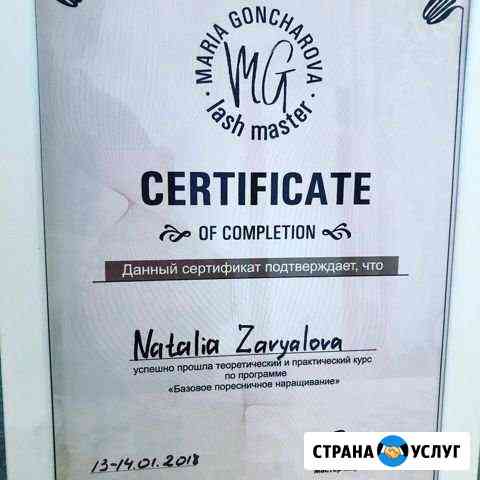 MARIA GONCHAROVA
MG
lash master
CERTIFICATE
OF COMPLETION
Данный сертификат подтверждает, что
Natalia Zavyalova
успешно прошла теоретический и практический курс
по программе
«Базовое поресничное наращивание»
13-14.01.2018
СТРАНА УСЛУГ